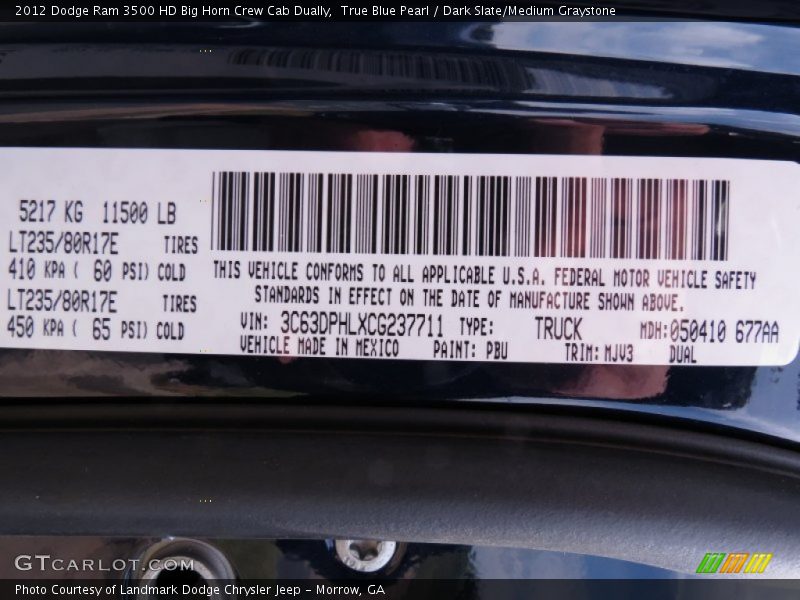 2012 Dodge Ram 3500 HD Big Horn Crew Cab Dually,  True Blue Pearl / Dark Slate/Medium Graystone
5217 KG 11500 LB
LT235/80R17E TIRES
410 KPA ( 60 PSI) COLD
LT235/80R17E TIRES
450 KPA ( 65 PSI) COLD
THIS VEHICLE CONFORMS TO ALL APPLICABLE U.S.A. FEDERAL MOTOR VEHICLE SAFETY
STANDARDS IN EFFECT ON THE DATE OF MANUFACTURE SHOWN ABOVE.
VIN: 3C63DPHLXCG237711 TYPE: TRUCK MDH:050410 677AA
VEHICLE MADE IN MEXICO PAINT: PBU TRIM: MJV3 DUAL
GTcarlot.com
Photo Courtesy of Landmark Dodge Chrysler Jeep – Morrow, GA